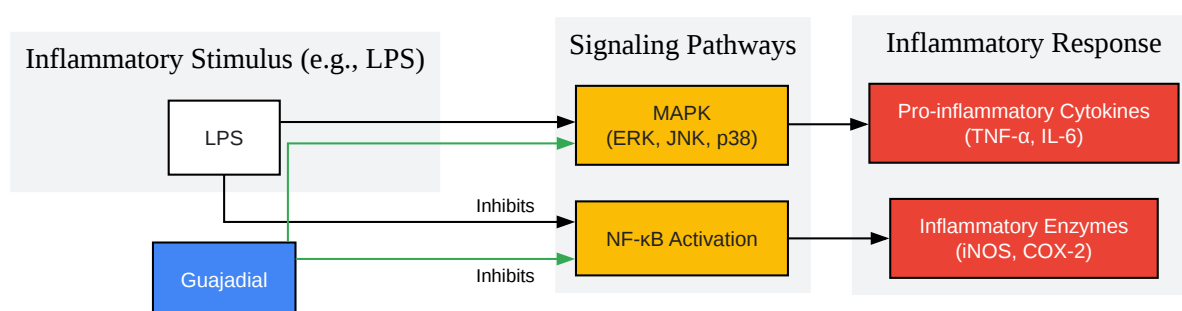 Inflammatory Stimulus (e.g., LPS)
Signaling Pathways
Inflammatory Response
LPS
MAPK
(ERK, JNK, p38)
Pro-inflammatory Cytokines
(TNF-α, IL-6)
Inhibits
NF-κB Activation
Inflammatory Enzymes
(iNOS, COX-2)
Guajadial
Inhibits